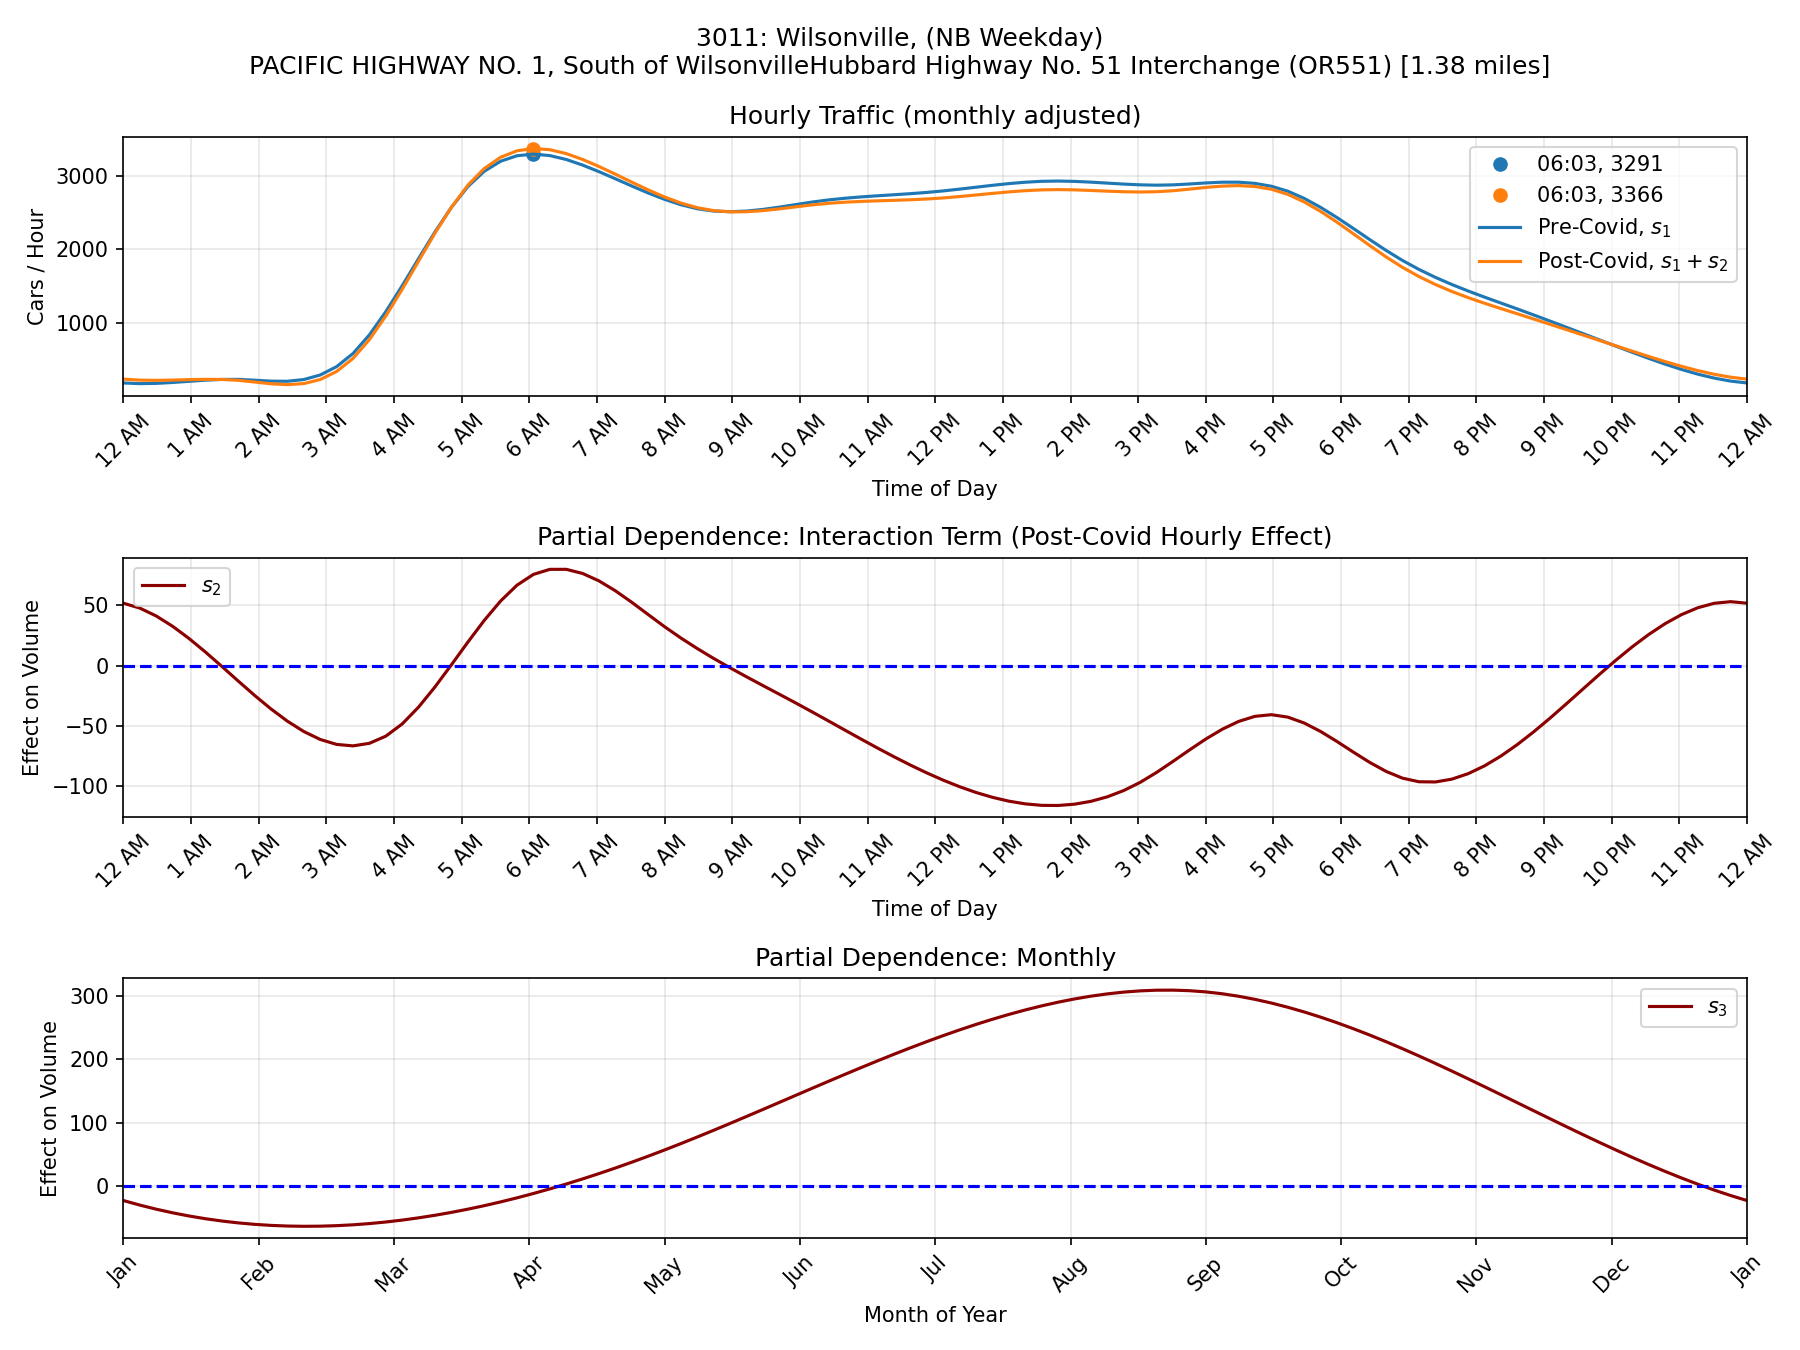 3011: Wilsonville, (NB Weekday)
PACIFIC HIGHWAY NO. 1, South of WilsonvilleHubbard Highway No. 51 Interchange (OR551) [1.38 miles]
Hourly Traffic (monthly adjusted)
Cars / Hour
3000
2000
1000
06:03, 3291
06:03, 3366
Pre-Covid, s₁
Post-Covid, s₁ + s₂
12 AM 1 AM 2 AM 3 AM 4 AM 5 AM 6 AM 7 AM 8 AM 9 AM 10 AM 11 AM 12 PM 1 PM 2 PM 3 PM 4 PM 5 PM 6 PM 7 PM 8 PM 9 PM 10 PM 11 PM 12 AM
Time of Day
Partial Dependence: Interaction Term (Post-Covid Hourly Effect)
Effect on Volume
50
0
−50
−100
s₂
12 AM 1 AM 2 AM 3 AM 4 AM 5 AM 6 AM 7 AM 8 AM 9 AM 10 AM 11 AM 12 PM 1 PM 2 PM 3 PM 4 PM 5 PM 6 PM 7 PM 8 PM 9 PM 10 PM 11 PM 12 AM
Time of Day
Partial Dependence: Monthly
Effect on Volume
300
200
100
0
s₃
Jan Feb Mar Apr May Jun Jul Aug Sep Oct Nov Dec Jan
Month of Year